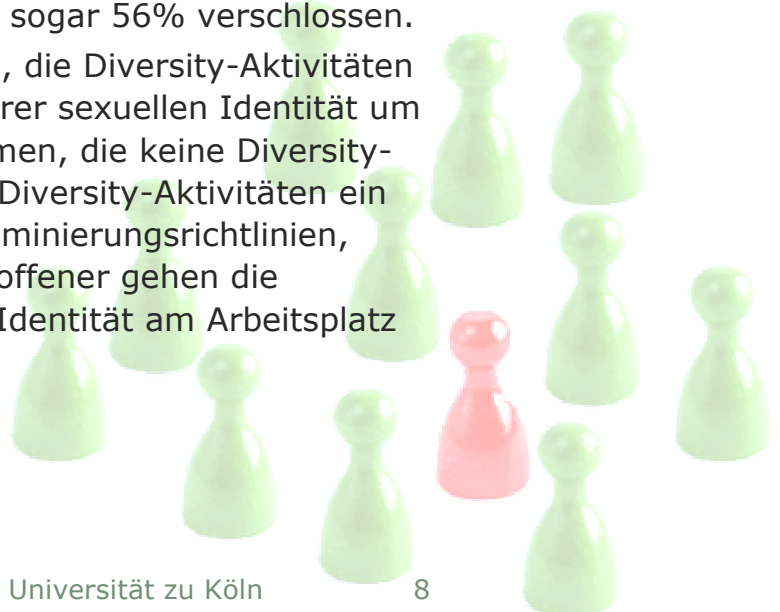 sogar 56% verschlossen.
, die Diversity-Aktivitäten
rer sexuellen Identität um
men, die keine Diversity-
Diversity-Aktivitäten ein
minierungsrichtlinien,
offener gehen die
Identität am Arbeitsplatz
Universität zu Köln 8